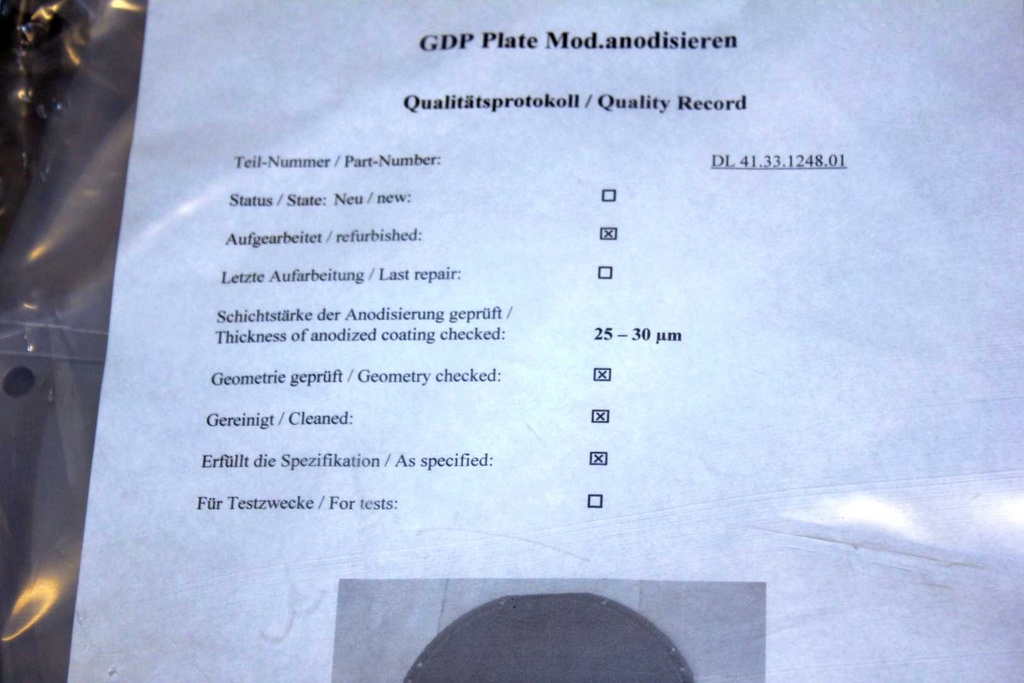 GDP Plate Mod.anodisieren
Qualitätsprotokoll / Quality Record
Teil-Nummer / Part-Number: DL 41.33.1248.01
Status / State: Neu / new: ☐
Aufgearbeitet / refurbished: ☒
Letzte Aufarbeitung / Last repair: ☐
Schichtstärke der Anodisierung geprüft /
Thickness of anodized coating checked: 25 – 30 µm
Geometrie geprüft / Geometry checked: ☒
Gereinigt / Cleaned: ☒
Erfüllt die Spezifikation / As specified: ☒
Für Testzwecke / For tests: ☐